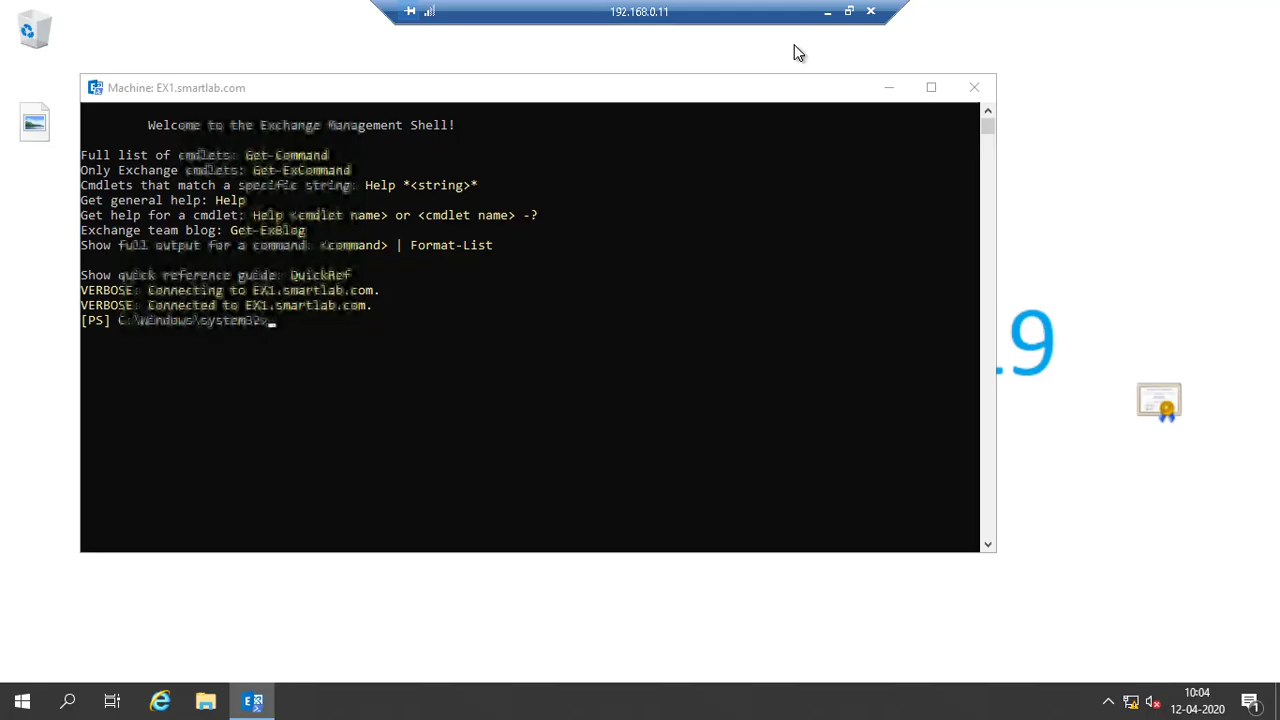 192.168.0.11
Machine: EX1.smartlab.com
Welcome to the Exchange Management Shell!
Full list of cmdlets: Get-Command
Only Exchange cmdlets: Get-ExCommand
Cmdlets that match a specific string: Help *<string>*
Get general help: Help
Get help for a cmdlet: Help <cmdlet name> or <cmdlet name> -?
Exchange team blog: Get-ExBlog
Show full output for a command: <command> | Format-List
Show quick reference guide: QuickRef
VERBOSE: Connecting to EX1.smartlab.com.
VERBOSE: Connected to EX1.smartlab.com.
[PS] C:\Windows\system32>
.9
10:04
12-04-2020
1